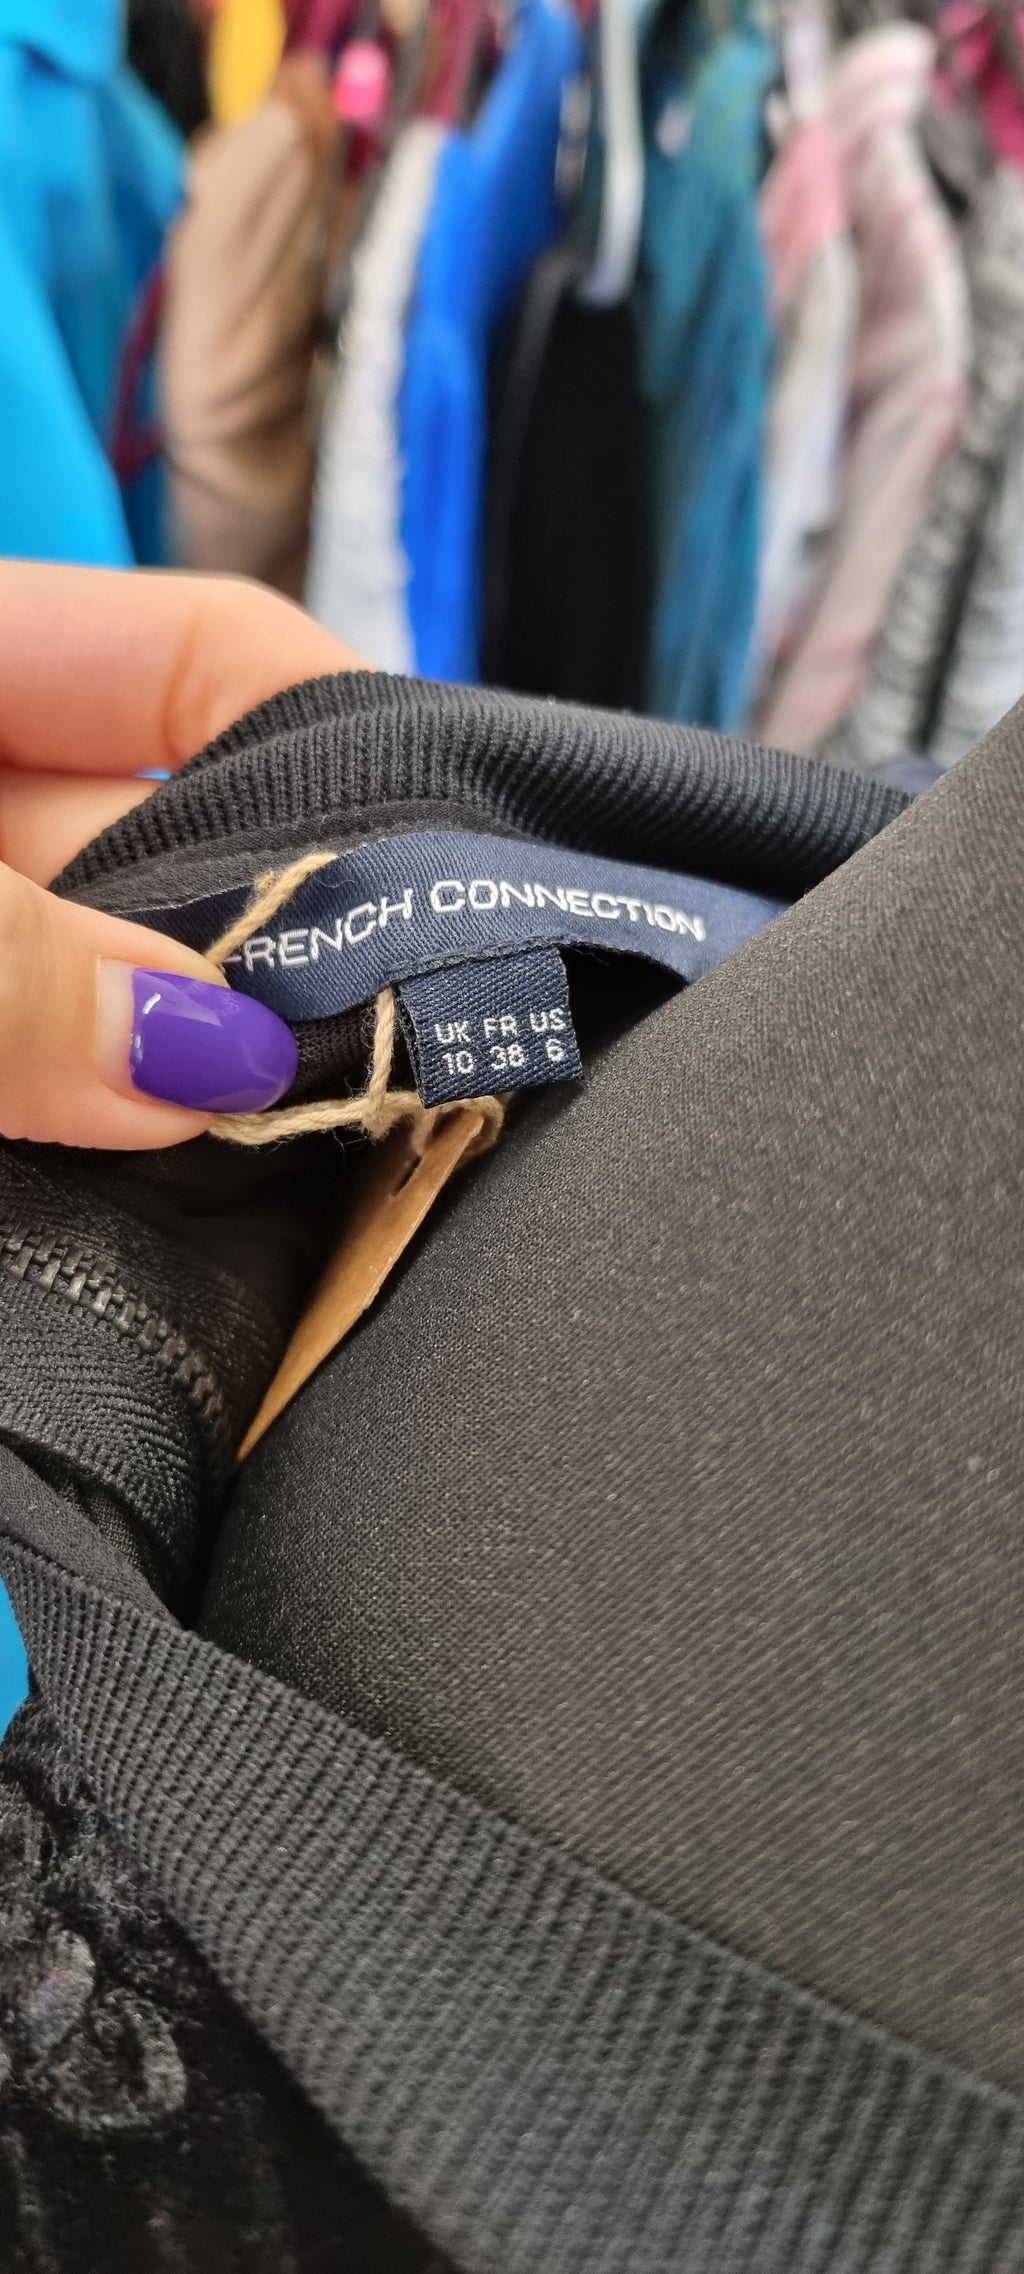 FRENCH CONNECTION
UK FR US
10 38 6